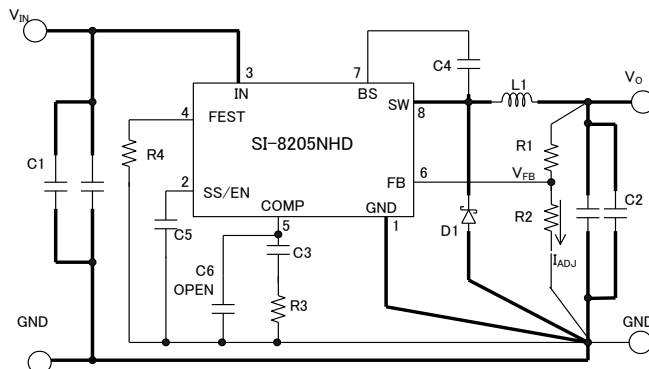 VIN
3
7
C4
IN
BS
L1
VO
SW
8
4
FEST
R4
SI-8205NHD
R1
C1
2
SS/EN
FB
6
VFB
COMP
GND
5
1
D1
R2
C2
C5
C3
IADJ
C6
OPEN
R3
GND
GND